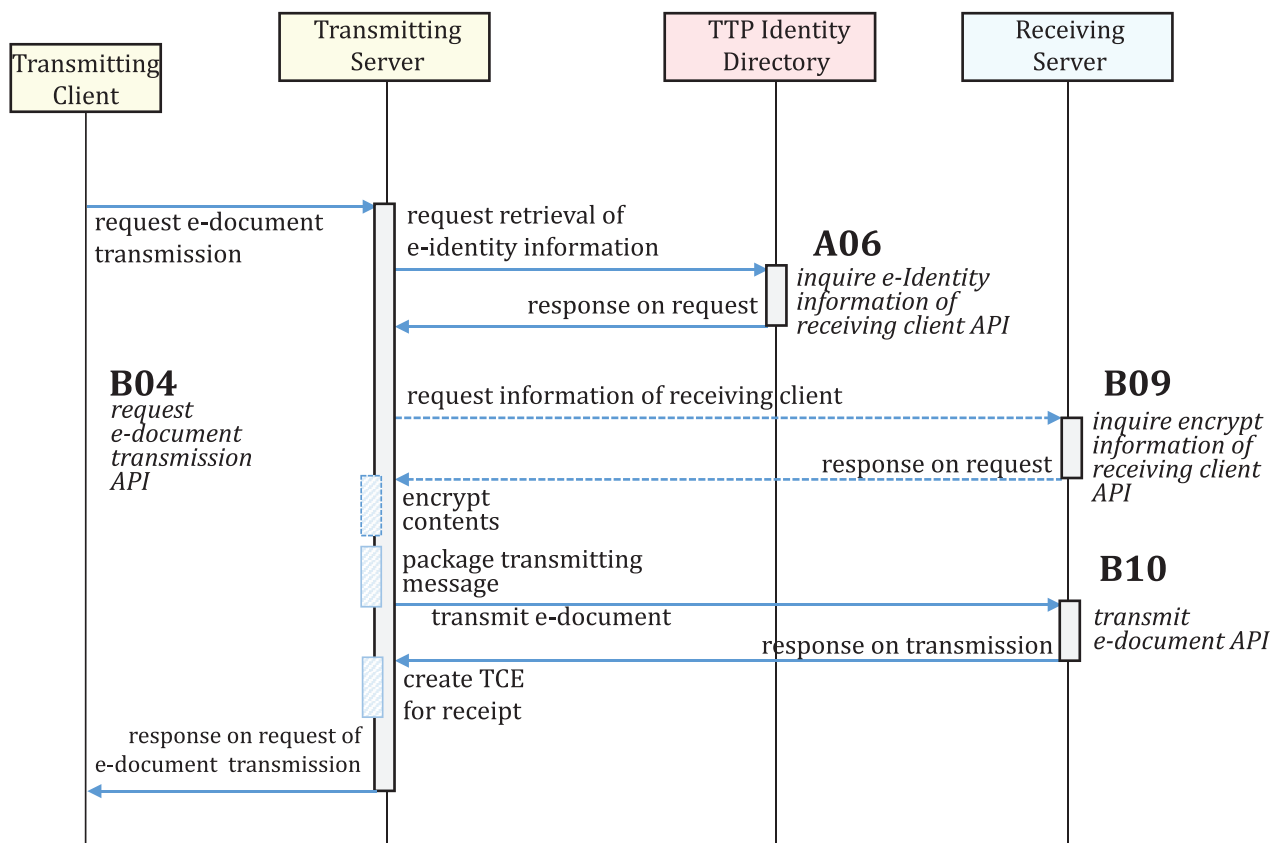 Transmitting
Client
Transmitting
Server
TTP Identity
Directory
Receiving
Server
request e-document
transmission
request retrieval of
e-identity information
A06
inquire e-Identity
information of
receiving client API
response on request
B04
request
e-document
transmission
API
request information of receiving client
B09
inquire encrypt
information of
receiving client
API
response on request
encrypt
contents
package transmitting
message
B10
transmit
e-document API
transmit e-document
response on transmission
create TCE
for receipt
response on request of
e-document transmission